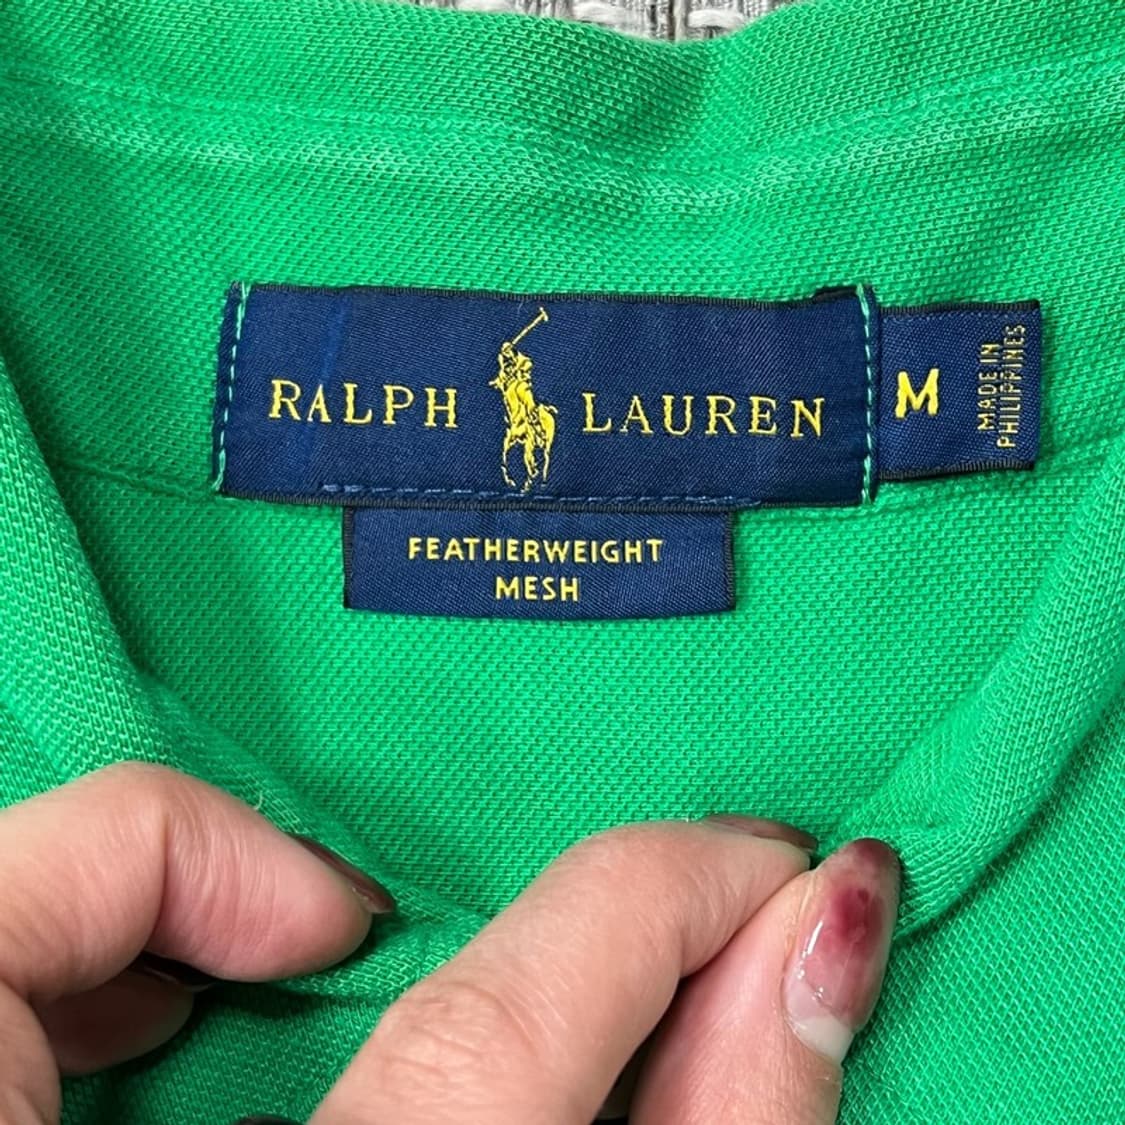 RALPH LAUREN
M
MADE IN
PHILIPPINES
FEATHERWEIGHT
MESH